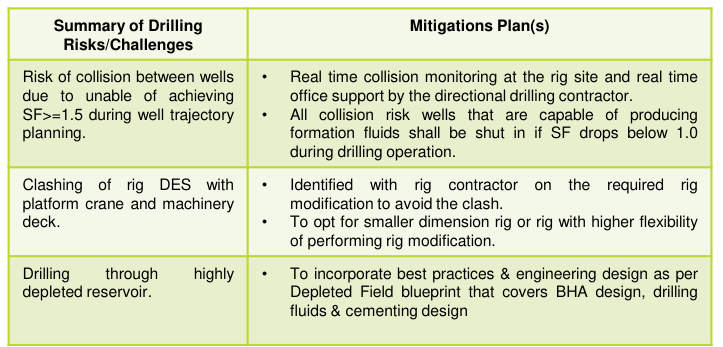 Summary of Drilling
Risks/Challenges
Mitigations Plan(s)
Risk of collision between wells
due to unable of achieving
SF>=1.5 during well trajectory
planning.
• Real time collision monitoring at the rig site and real time
office support by the directional drilling contractor.
• All collision risk wells that are capable of producing
formation fluids shall be shut in if SF drops below 1.0
during drilling operation.
Clashing of rig DES with
platform crane and machinery
deck.
• Identified with rig contractor on the required rig
modification to avoid the clash.
• To opt for smaller dimension rig or rig with higher flexibility
of performing rig modification.
Drilling through highly
depleted reservoir.
• To incorporate best practices & engineering design as per
Depleted Field blueprint that covers BHA design, drilling
fluids & cementing design